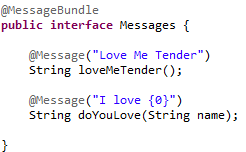 @MessageBundle
public interface Messages {
@Message("Love Me Tender")
String loveMeTender();
@Message("I love {0}")
String doYouLove(String name);
}